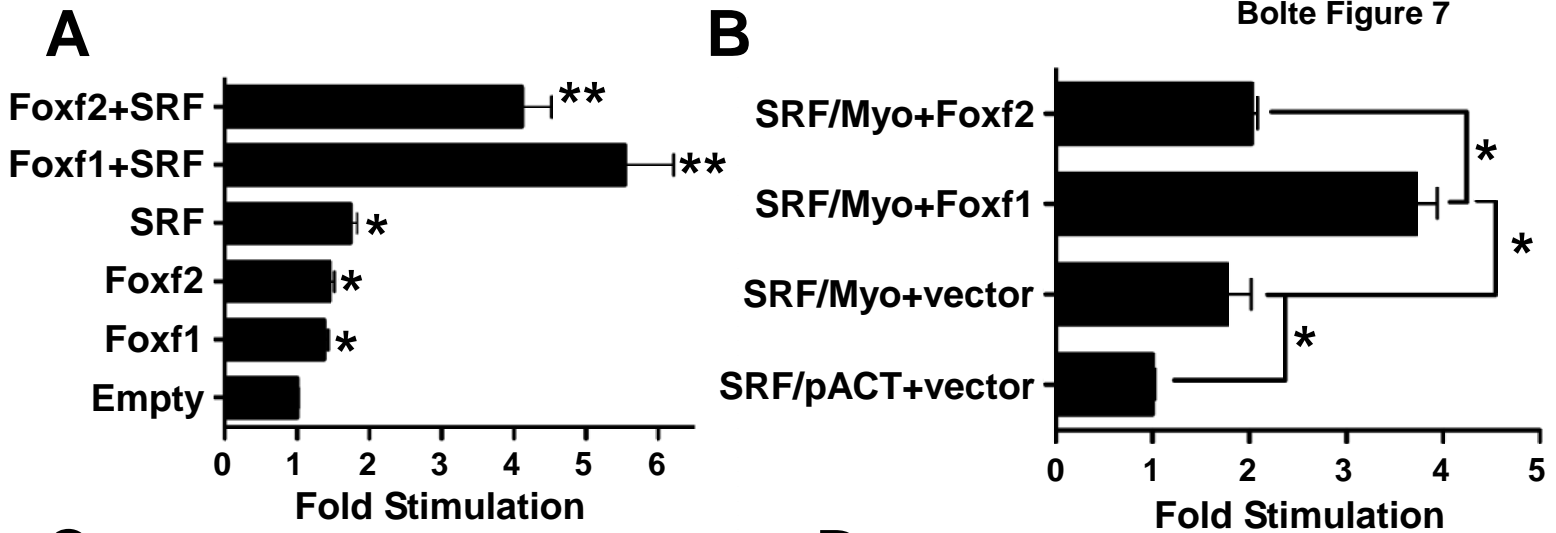 Bolte Figure 7
A
Foxf2+SRF
**
Foxf1+SRF
**
SRF
*
Foxf2
*
Foxf1
*
Empty
0 1 2 3 4 5 6
Fold Stimulation
B
SRF/Myo+Foxf2
*
SRF/Myo+Foxf1
*
SRF/Myo+vector
*
SRF/pACT+vector
0 1 2 3 4 5
Fold Stimulation